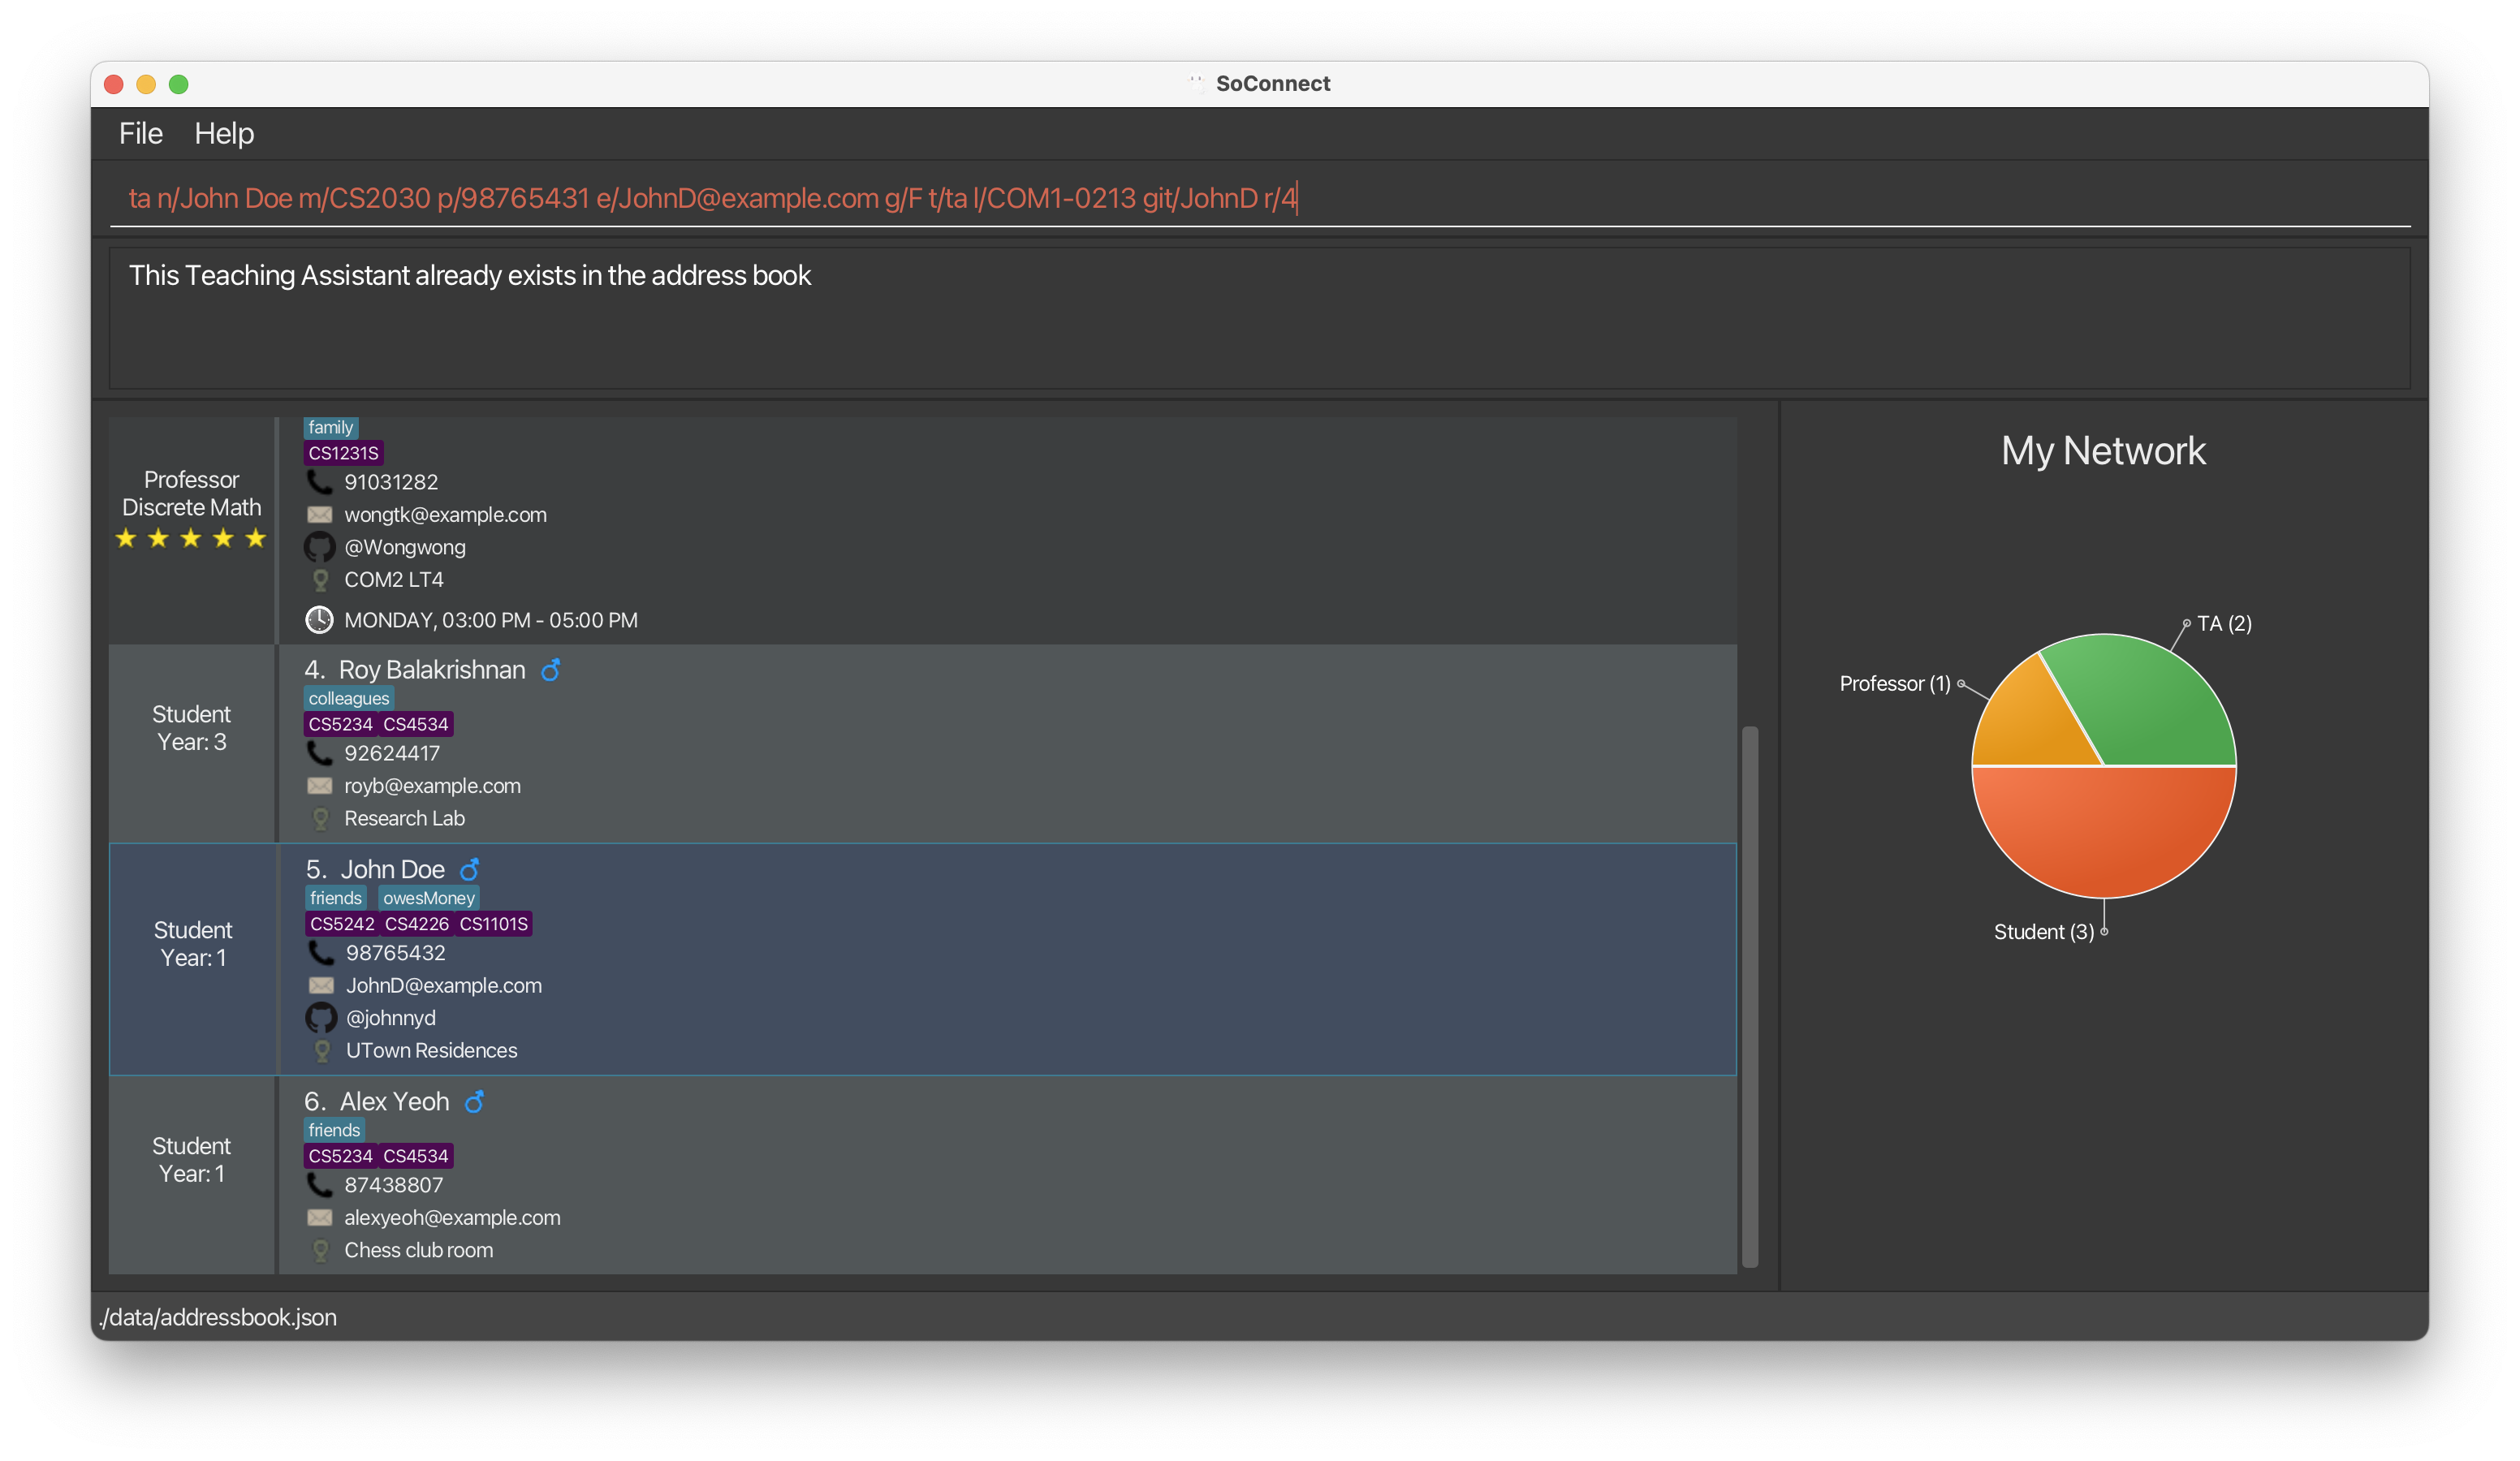 SoConnect
File Help
ta n/John Doe m/CS2030 p/98765431 e/JohnD@example.com g/F t/ta l/COM1-0213 git/JohnD r/4
This Teaching Assistant already exists in the address book
Professor
Discrete Math
family
CS1231S
91031282
wongtk@example.com
@Wongwong
COM2 LT4
MONDAY, 03:00 PM - 05:00 PM
Student
Year: 3
4. Roy Balakrishnan
colleagues
CS5234 CS4534
92624417
royb@example.com
Research Lab
Student
Year: 1
5. John Doe
friends owesMoney
CS5242 CS4226 CS1101S
98765432
JohnD@example.com
@johnnyd
UTown Residences
Student
Year: 1
6. Alex Yeoh
friends
CS5234 CS4534
87438807
alexyeoh@example.com
Chess club room
My Network
TA (2)
Professor (1)
Student (3)
./data/addressbook.json